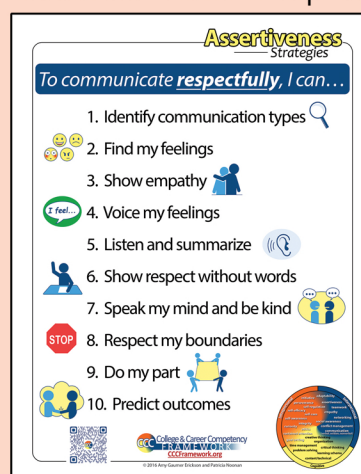 Assertiveness
Strategies
To communicate respectfully, I can…
1. Identify communication types
2. Find my feelings
3. Show empathy
I feel...
4. Voice my feelings
5. Listen and summarize
6. Show respect without words
7. Speak my mind and be kind
STOP
8. Respect my boundaries
9. Do my part
10. Predict outcomes
CCC
College & Career Competency
FRAMEWORK
CCCFramework.org
©2016 Amy Gaumer Erickson and Patricia Noonan